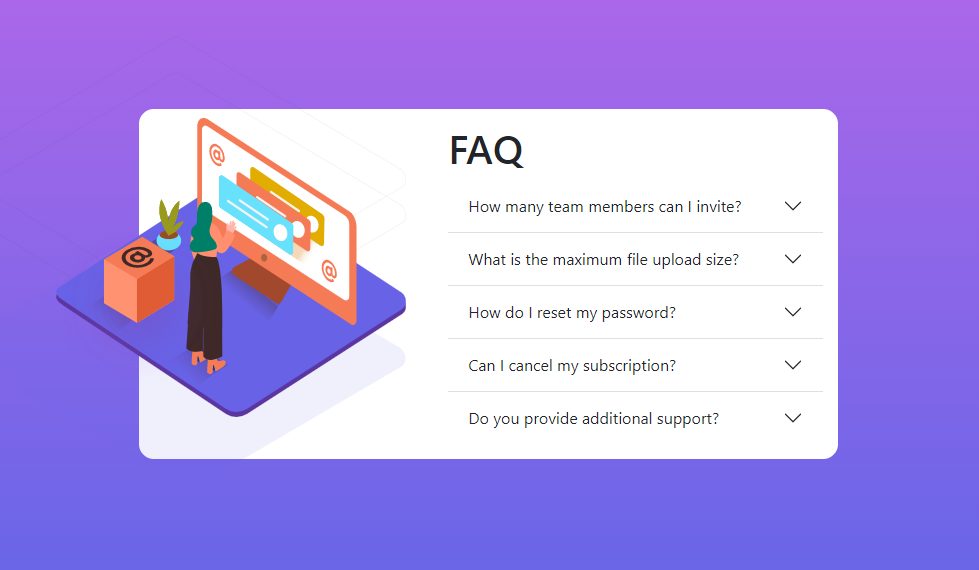 FAQ
How many team members can I invite?
What is the maximum file upload size?
How do I reset my password?
Can I cancel my subscription?
Do you provide additional support?
@
@
@